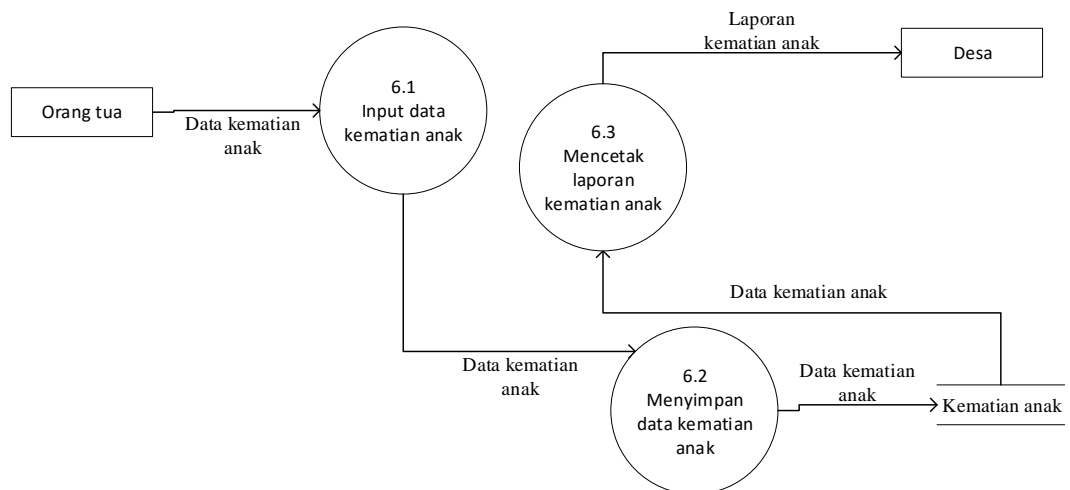 Orang tua
Data kematian
anak
6.1
Input data
kematian anak
Data kematian
anak
6.2
Menyimpan
data kematian
anak
Data kematian
anak
Kematian anak
Data kematian anak
6.3
Mencetak
laporan
kematian anak
Laporan
kematian anak
Desa